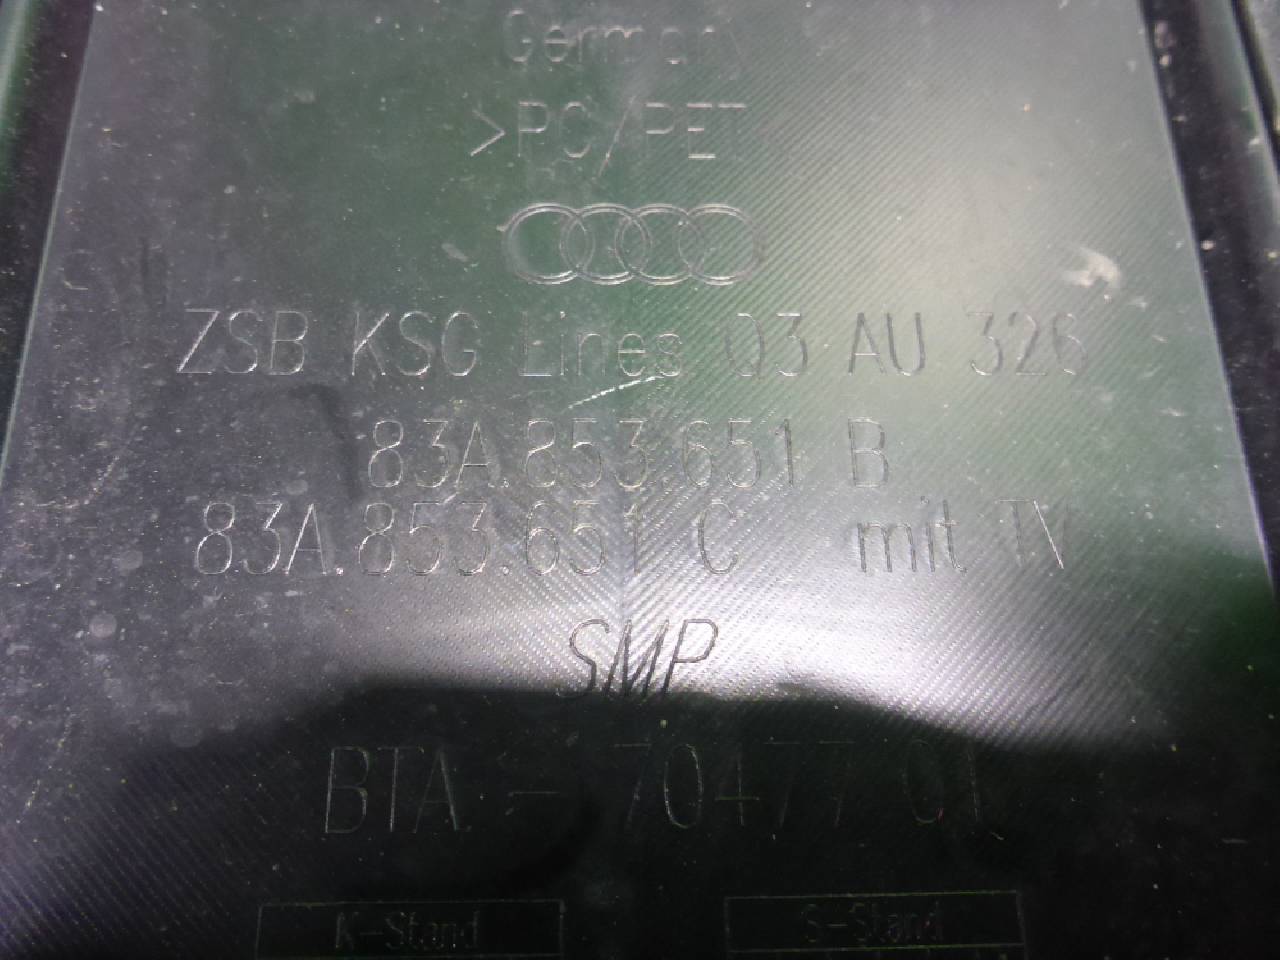 Germany
>PC/PET
ZSB KSG Lines Q3 AU 326
83A.853.651 B
83A.853.651 C mit TV
SMP
BTA - 70477 01
K-Stand S-Stand